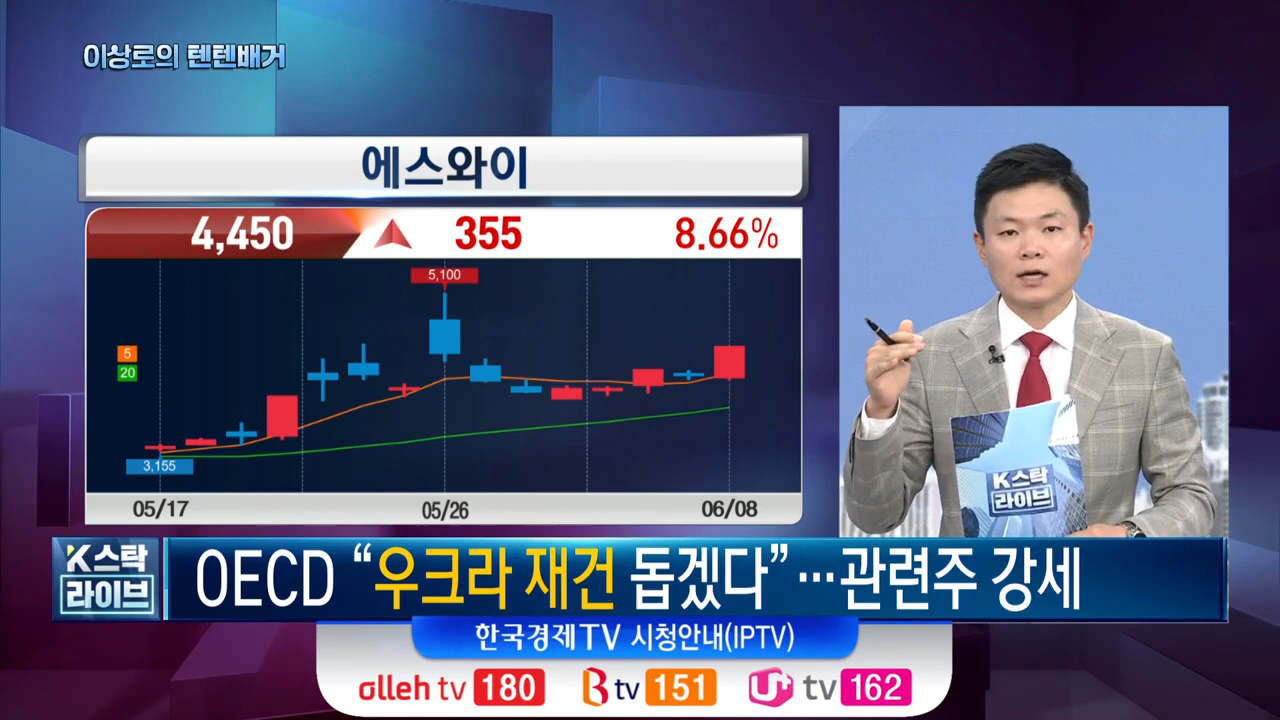 이상로의 텐텐배거
에스와이
4,450 ▲ 355 8.66%
5,100
5
20
3,155
05/17 05/26 06/08
K스탁
라이브
K스탁
라이브
OECD “우크라 재건 돕겠다”…관련주 강세
한국경제TV 시청안내(IPTV)
olleh tv 180 B tv 151 U+ tv 162